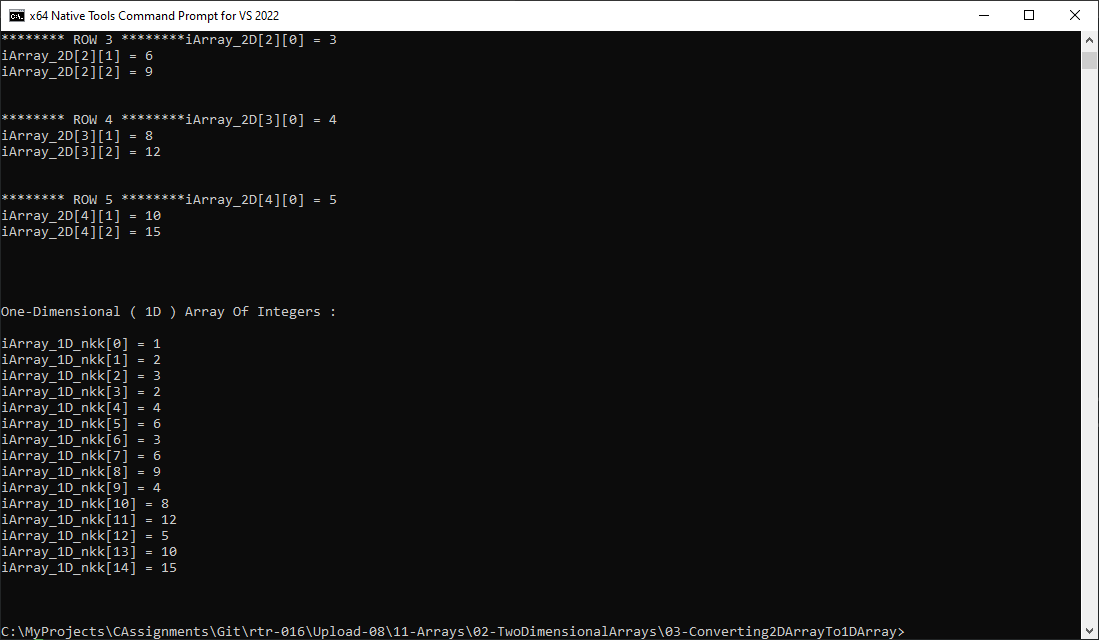 x64 Native Tools Command Prompt for VS 2022
******** ROW 3 ********iArray_2D[2][0] = 3
iArray_2D[2][1] = 6
iArray_2D[2][2] = 9
******** ROW 4 ********iArray_2D[3][0] = 4
iArray_2D[3][1] = 8
iArray_2D[3][2] = 12
******** ROW 5 ********iArray_2D[4][0] = 5
iArray_2D[4][1] = 10
iArray_2D[4][2] = 15
One-Dimensional ( 1D ) Array Of Integers :
iArray_1D_nkk[0] = 1
iArray_1D_nkk[1] = 2
iArray_1D_nkk[2] = 3
iArray_1D_nkk[3] = 2
iArray_1D_nkk[4] = 4
iArray_1D_nkk[5] = 6
iArray_1D_nkk[6] = 3
iArray_1D_nkk[7] = 6
iArray_1D_nkk[8] = 9
iArray_1D_nkk[9] = 4
iArray_1D_nkk[10] = 8
iArray_1D_nkk[11] = 12
iArray_1D_nkk[12] = 5
iArray_1D_nkk[13] = 10
iArray_1D_nkk[14] = 15
C:\MyProjects\CAssignments\Git\rtr-016\Upload-08\11-Arrays\02-TwoDimensionalArrays\03-Converting2DArrayTo1DArray>